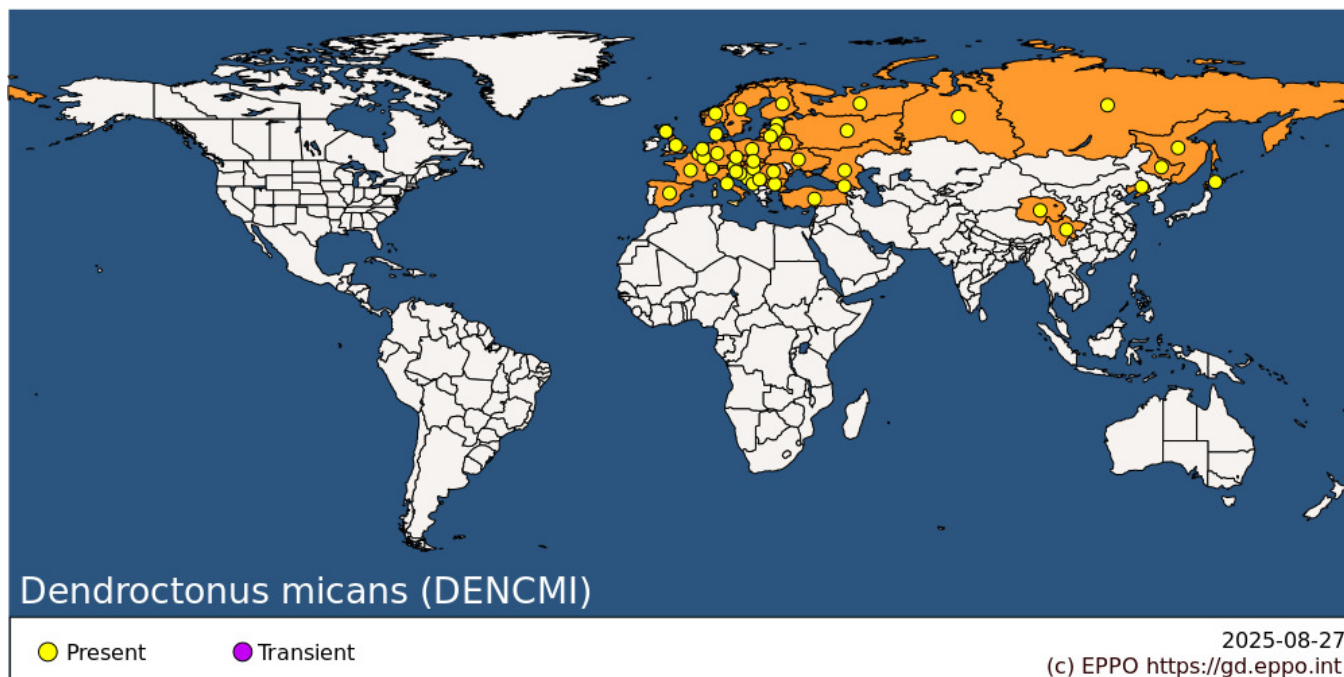 Dendroctonus micans (DENCMI)
Present
Transient
2025-08-27
(c) EPPO https://gd.eppo.int